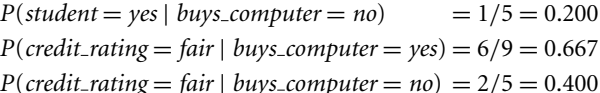 P(student = yes | buys_computer = no) = 1/5 = 0.200
P(credit_rating = fair | buys_computer = yes) = 6/9 = 0.667
P(credit_rating = fair | buys_computer = no) = 2/5 = 0.400